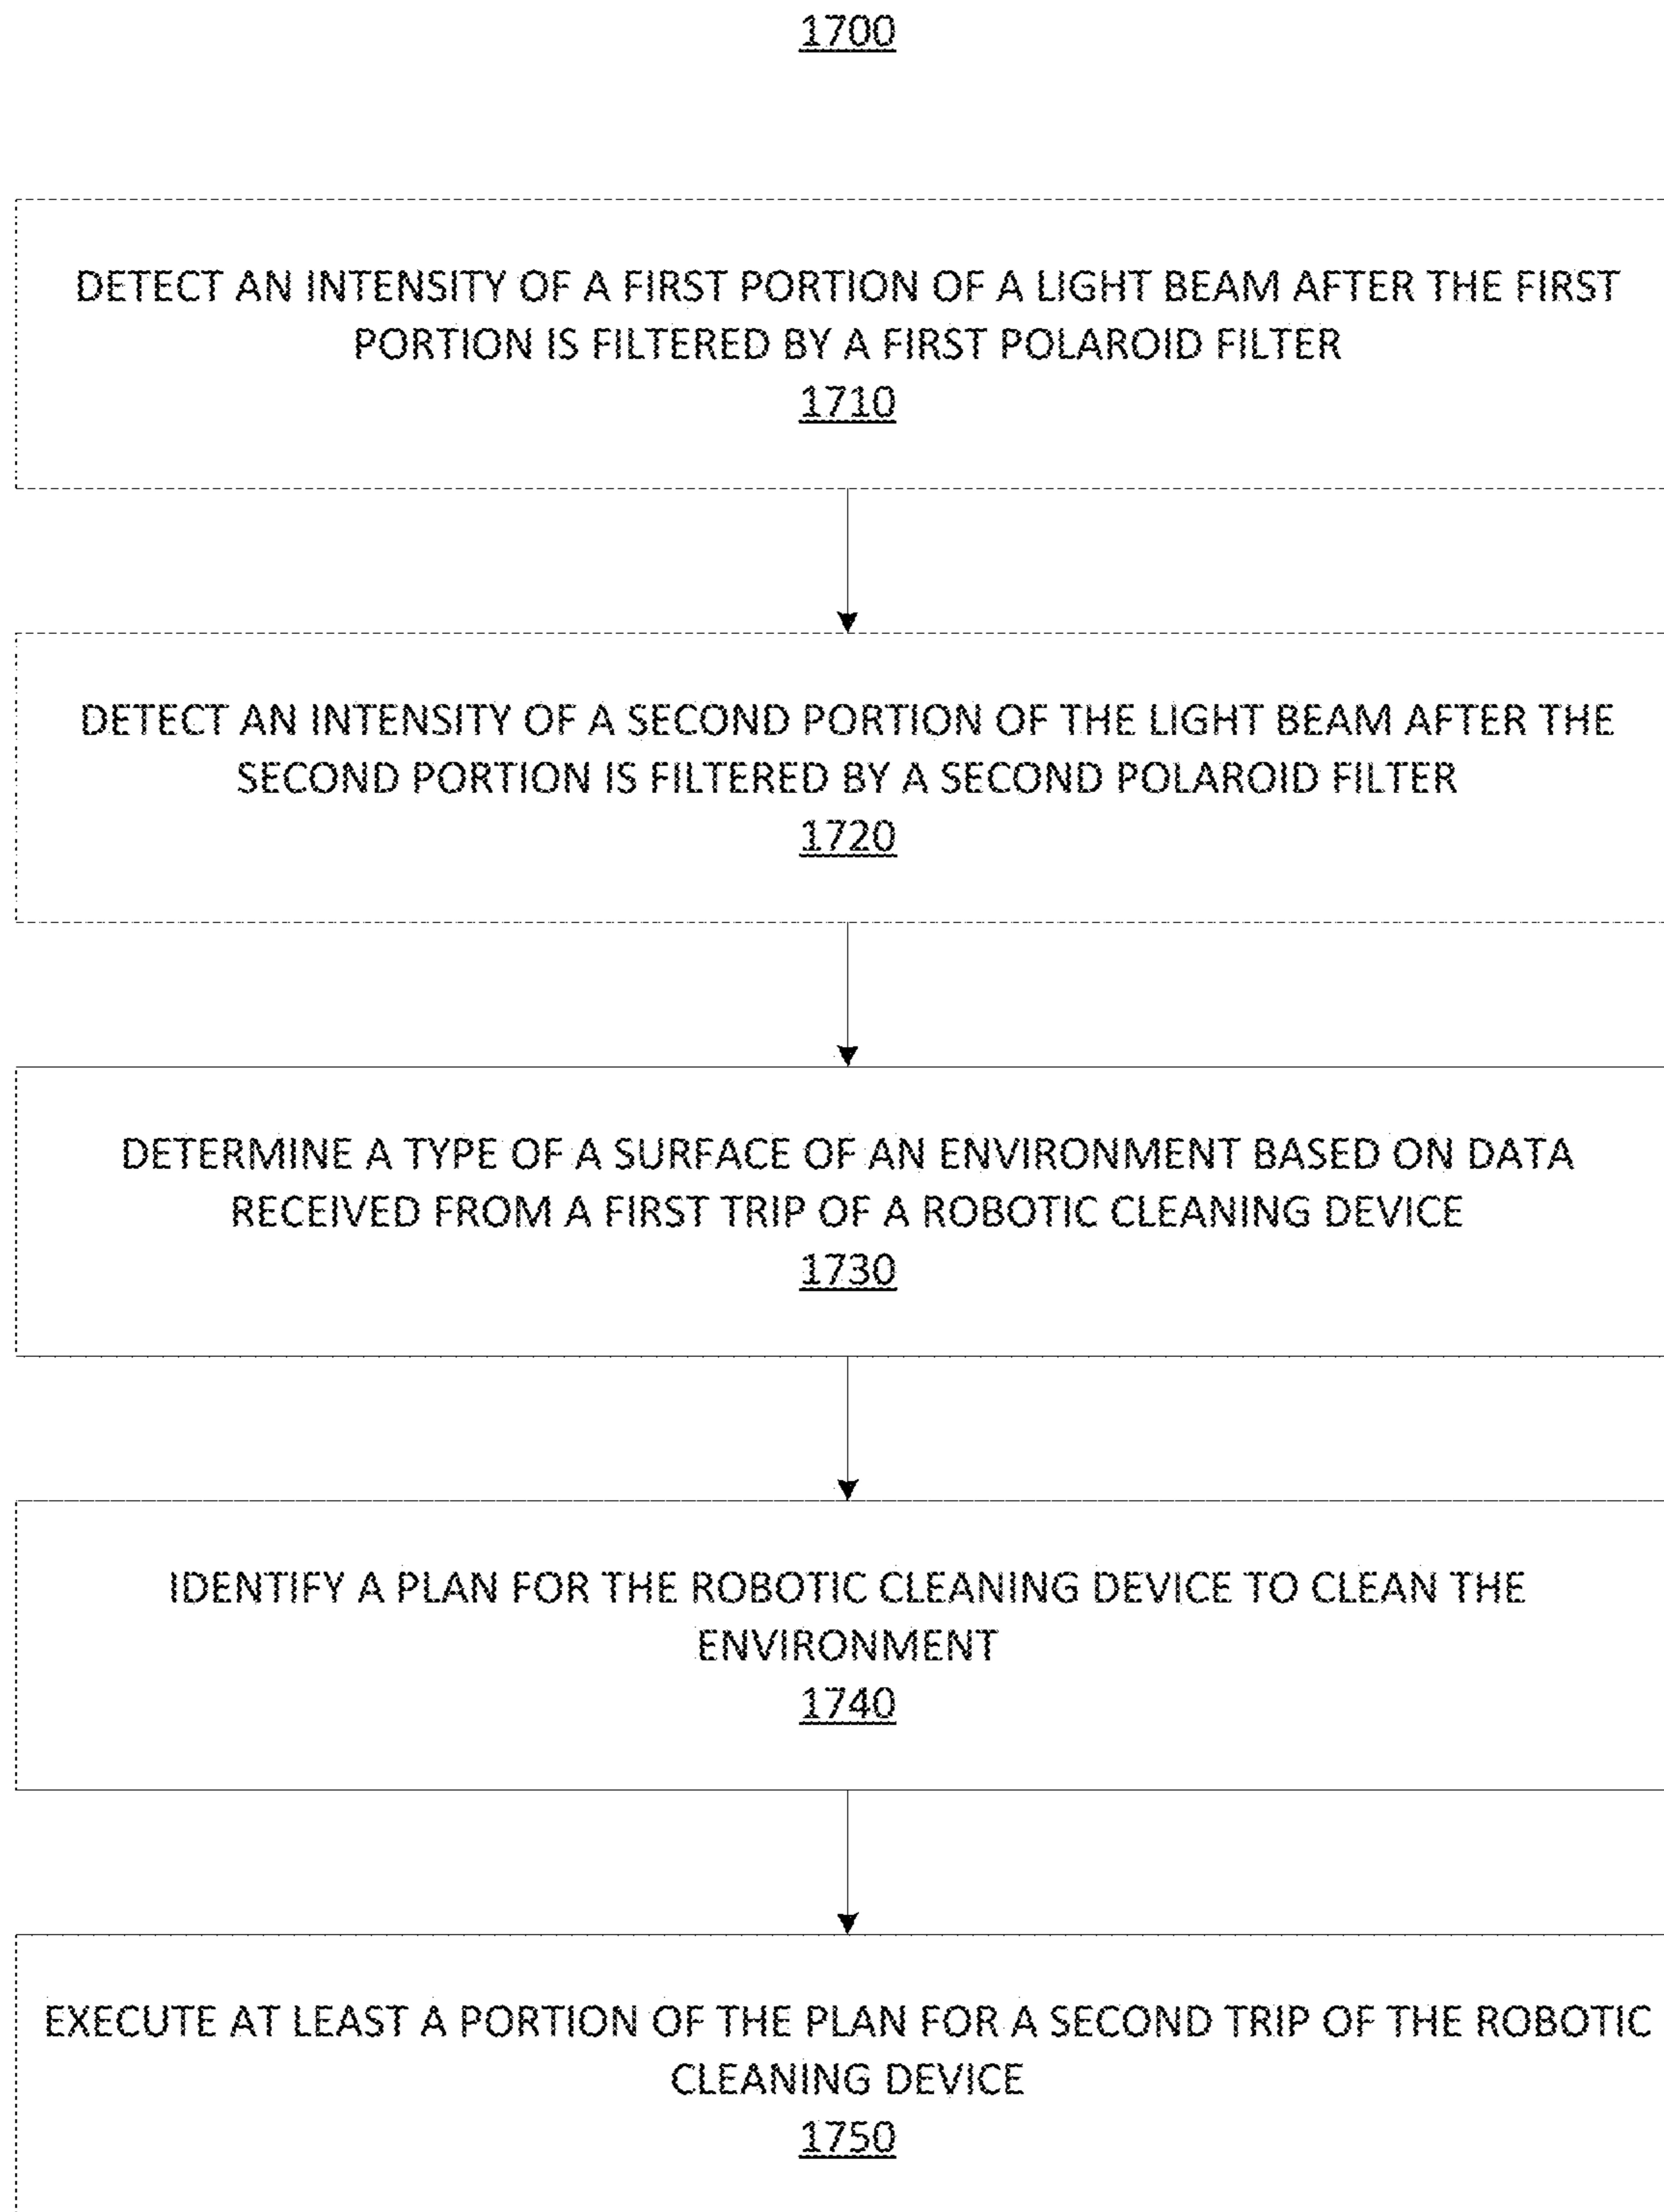 1700
DETECT AN INTENSITY OF A FIRST PORTION OF A LIGHT BEAM AFTER THE FIRST
PORTION IS FILTERED BY A FIRST POLAROID FILTER
1710
DETECT AN INTENSITY OF A SECOND PORTION OF THE LIGHT BEAM AFTER THE
SECOND PORTION IS FILTERED BY A SECOND POLAROID FILTER
1720
DETERMINE A TYPE OF A SURFACE OF AN ENVIRONMENT BASED ON DATA
RECEIVED FROM A FIRST TRIP OF A ROBOTIC CLEANING DEVICE
1730
IDENTIFY A PLAN FOR THE ROBOTIC CLEANING DEVICE TO CLEAN THE
ENVIRONMENT
1740
EXECUTE AT LEAST A PORTION OF THE PLAN FOR A SECOND TRIP OF THE ROBOTIC
CLEANING DEVICE
1750